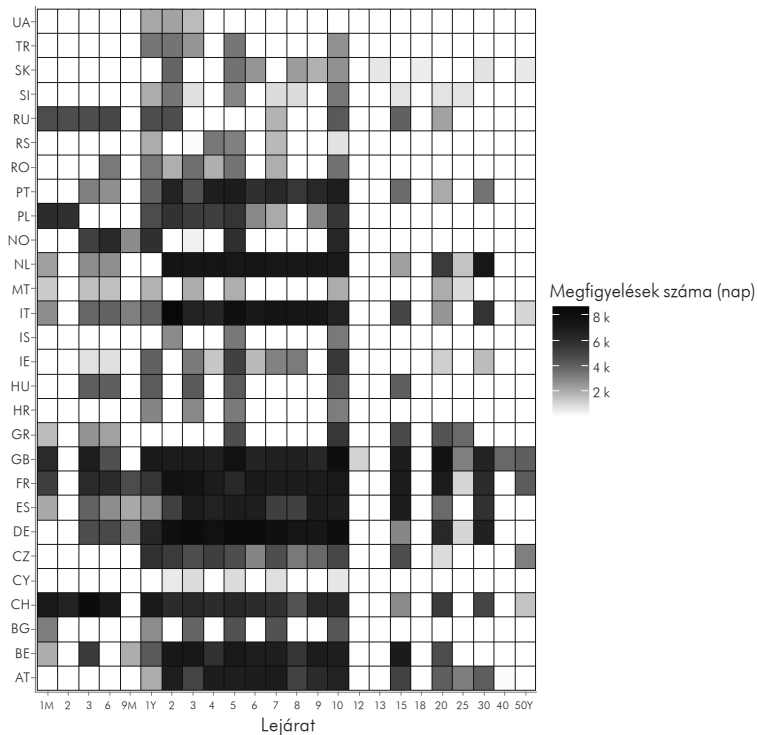 UA
TR
SK
SI
RU
RS
RO
PT
PL
NO
NL
MT
IT
IS
IE
HU
HR
GR
GB
FR
ES
DE
CZ
CY
CH
BG
BE
AT
1M 2 3 6 9M 1Y 2 3 4 5 6 7 8 9 10 12 13 15 18 20 25 30 40 50Y
Lejárat
Megfigyelések száma (nap)
8 k
6 k
4 k
2 k